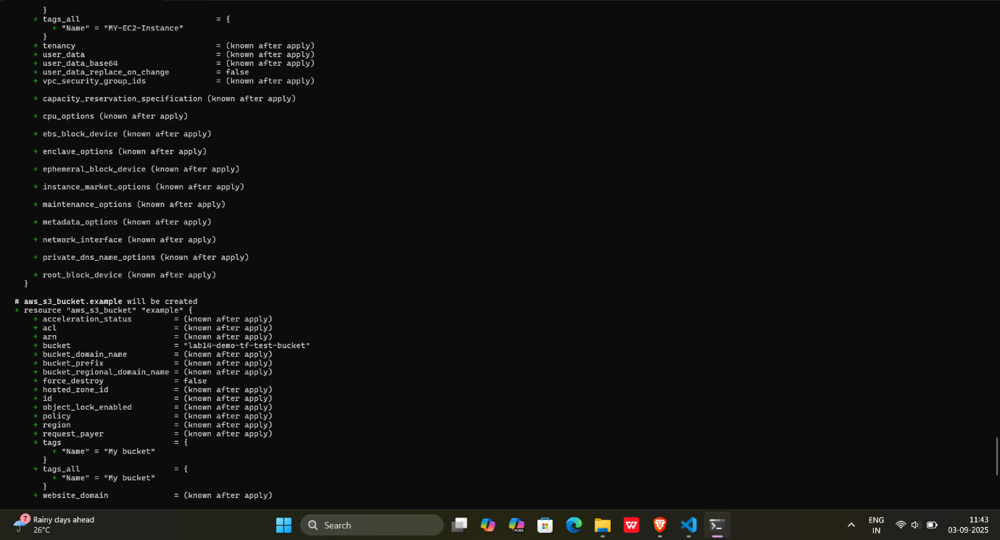 }
    + tags_all                             = {
        + "Name" = "MY-EC2-Instance"
      }
    + tenancy                              = (known after apply)
    + user_data                            = (known after apply)
    + user_data_base64                     = (known after apply)
    + user_data_replace_on_change          = false
    + vpc_security_group_ids               = (known after apply)
    + capacity_reservation_specification (known after apply)
    + cpu_options (known after apply)
    + ebs_block_device (known after apply)
    + enclave_options (known after apply)
    + ephemeral_block_device (known after apply)
    + instance_market_options (known after apply)
    + maintenance_options (known after apply)
    + metadata_options (known after apply)
    + network_interface (known after apply)
    + private_dns_name_options (known after apply)
    + root_block_device (known after apply)
  }
# aws_s3_bucket.example will be created
+ resource "aws_s3_bucket" "example" {
    + acceleration_status         = (known after apply)
    + acl                         = (known after apply)
    + arn                         = (known after apply)
    + bucket                      = "lab14-demo-tf-test-bucket"
    + bucket_domain_name          = (known after apply)
    + bucket_prefix               = (known after apply)
    + bucket_regional_domain_name = (known after apply)
    + force_destroy               = false
    + hosted_zone_id              = (known after apply)
    + id                          = (known after apply)
    + object_lock_enabled         = (known after apply)
    + policy                      = (known after apply)
    + region                      = (known after apply)
    + request_payer               = (known after apply)
    + tags                        = {
        + "Name" = "My bucket"
      }
    + tags_all                    = {
        + "Name" = "My bucket"
      }
    + website_domain              = (known after apply)
7
Rainy days ahead
26°C
Search
M365
W
ENG
IN
11:43
03-09-2025